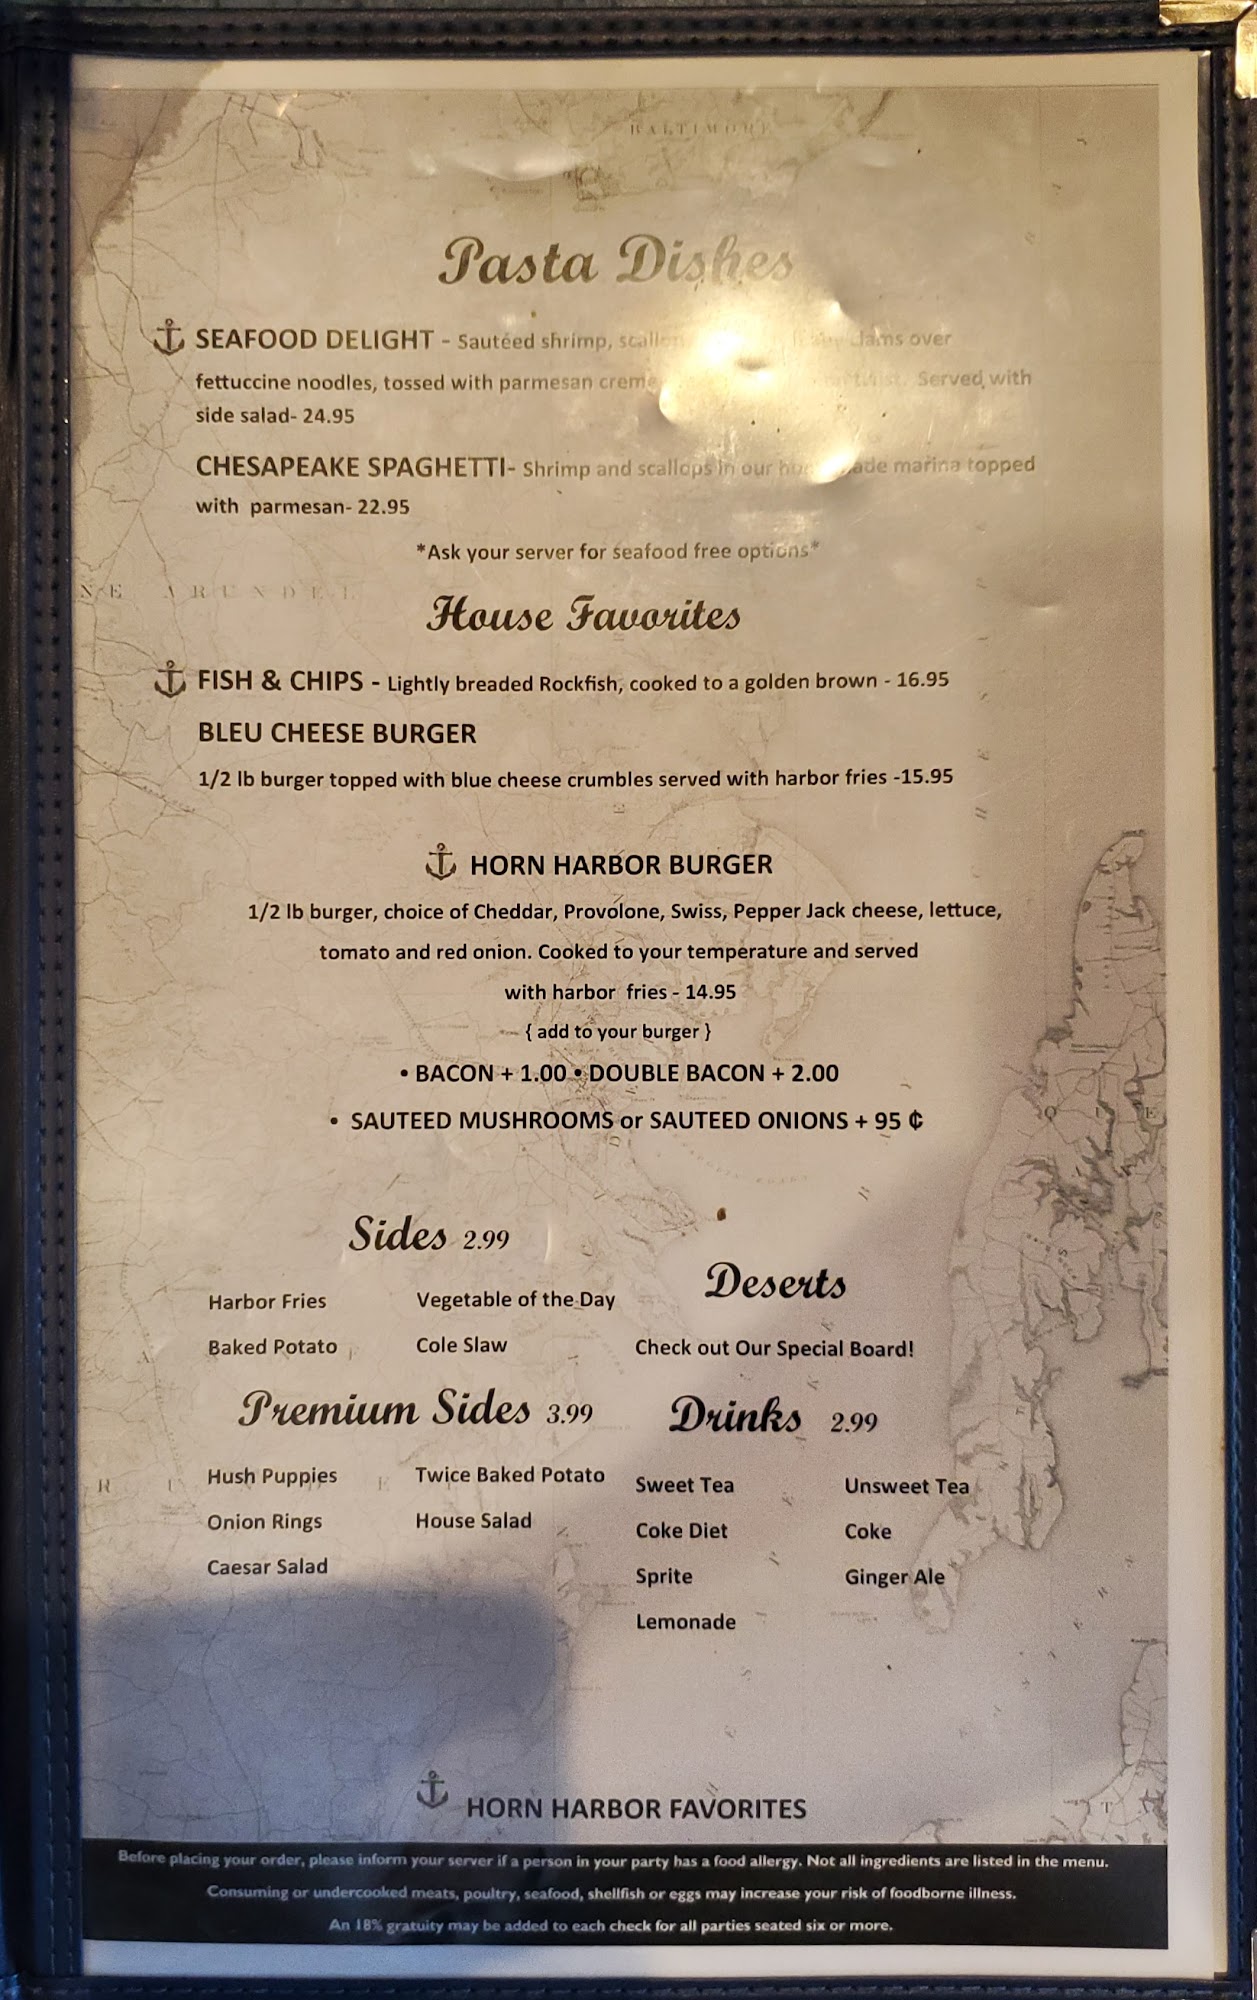 BALTIMORE
Pasta Dishes
SEAFOOD DELIGHT - Sautéed shrimp, scallop clams over
fettuccine noodles, tossed with parmesan creme twist. Served with
side salad- 24.95
CHESAPEAKE SPAGHETTI- Shrimp and scallops in our marina topped
with parmesan- 22.95
*Ask your server for seafood free options*
NE ARUNDEL
House Favorites
FISH & CHIPS - Lightly breaded Rockfish, cooked to a golden brown - 16.95
BLEU CHEESE BURGER
1/2 lb burger topped with blue cheese crumbles served with harbor fries -15.95
HORN HARBOR BURGER
1/2 lb burger, choice of Cheddar, Provolone, Swiss, Pepper Jack cheese, lettuce,
tomato and red onion. Cooked to your temperature and served
with harbor fries - 14.95
{ add to your burger }
• BACON + 1.00 • DOUBLE BACON + 2.00
• SAUTEED MUSHROOMS or SAUTEED ONIONS + 95 ₵
Sides 2.99
Harbor Fries Vegetable of the Day
Baked Potato Cole Slaw
Deserts
Check out Our Special Board!
Premium Sides 3.99
Hush Puppies Twice Baked Potato
Onion Rings House Salad
Caesar Salad
Drinks 2.99
Sweet Tea Unsweet Tea
Coke Diet Coke
Sprite Ginger Ale
Lemonade
HORN HARBOR FAVORITES
Before placing your order, please inform your server if a person in your party has a food allergy. Not all ingredients are listed in the menu.
Consuming or undercooked meats, poultry, seafood, shellfish or eggs may increase your risk of foodborne illness.
An 18% gratuity may be added to each check for all parties seated six or more.